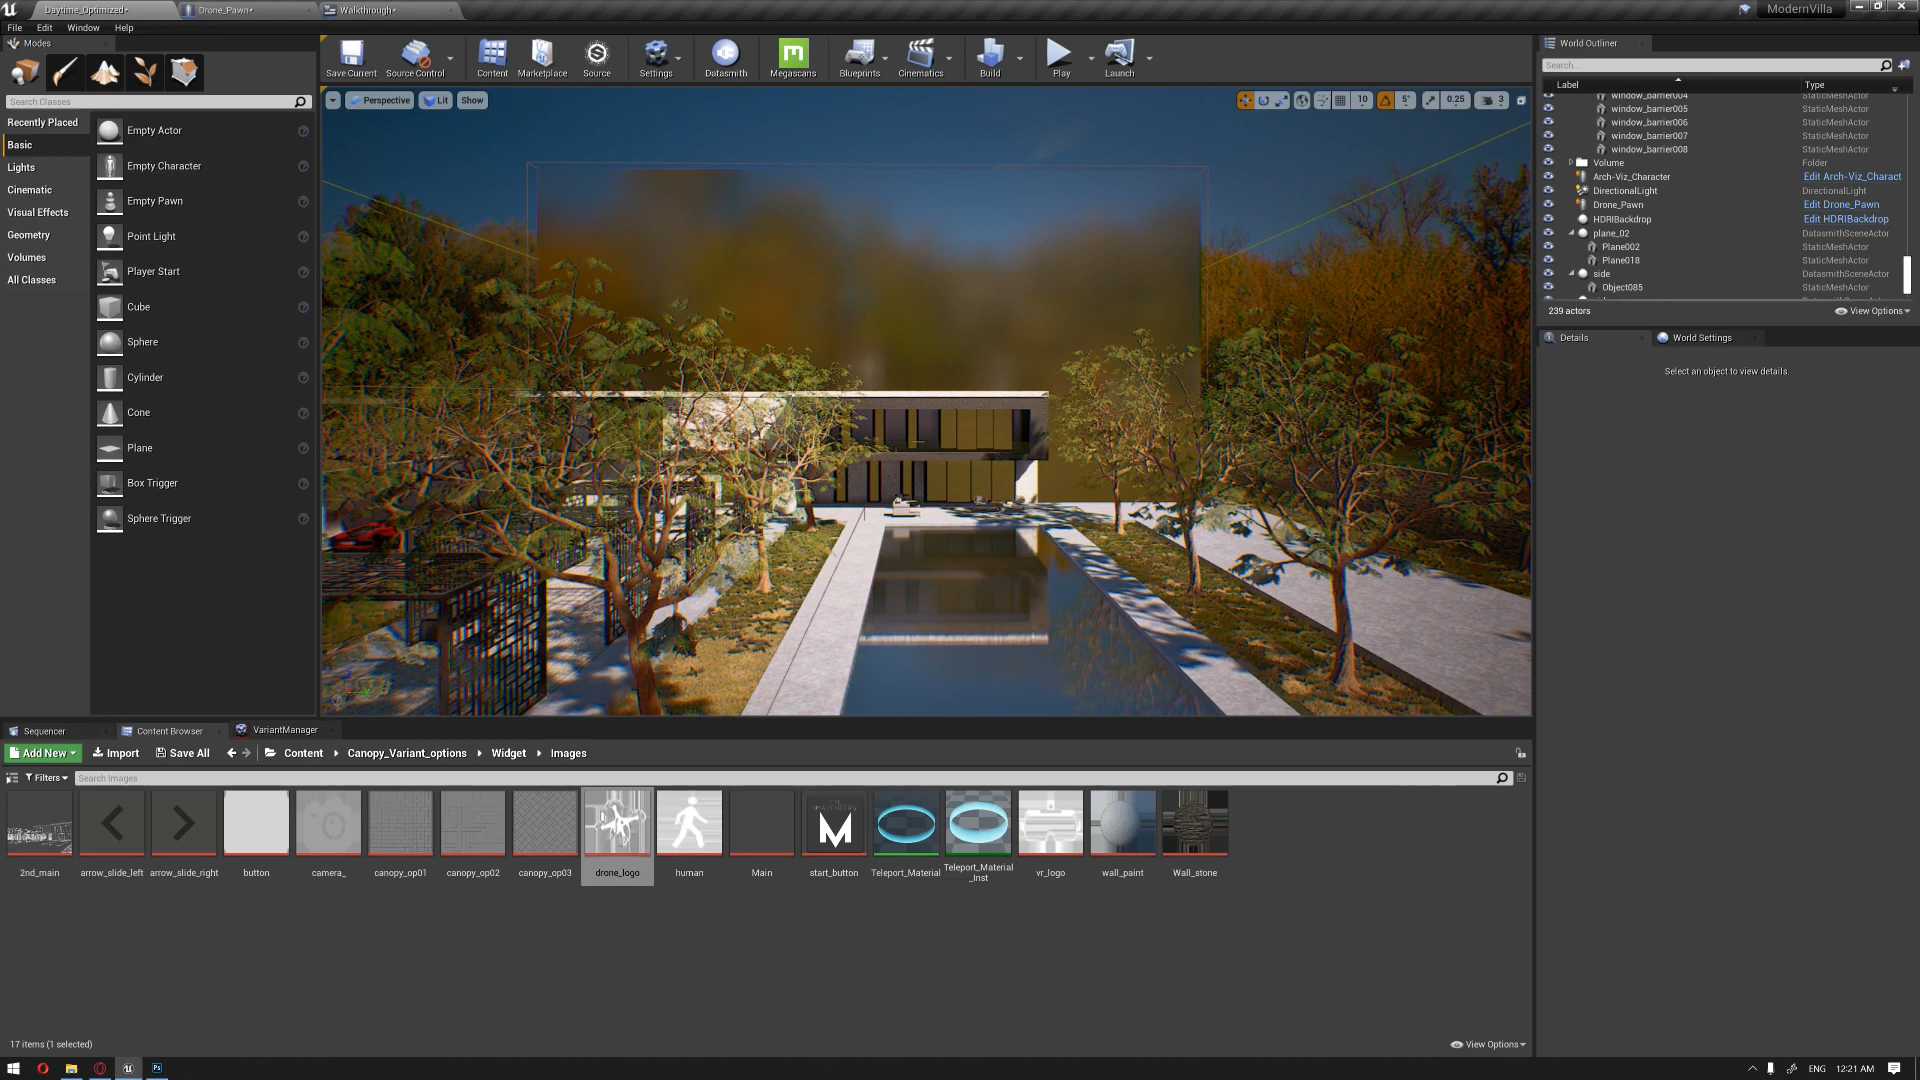 Daytime_Optimized*
Drone_Pawn*
Walkthrough*
ModernVilla
File Edit Window Help
Modes
Save Current
Source Control
Content
Marketplace
Source
Settings
Datasmith
Megascans
Blueprints
Cinematics
Build
Play
Launch
World Outliner
Search Classes
Recently Placed
Basic
Lights
Cinematic
Visual Effects
Geometry
Volumes
All Classes
Empty Actor
Empty Character
Empty Pawn
Point Light
Player Start
Cube
Sphere
Cylinder
Cone
Plane
Box Trigger
Sphere Trigger
Perspective
Lit
Show
10
5°
0.25
3
Search...
Label Type
window_barrier004 StaticMeshActor
window_barrier005 StaticMeshActor
window_barrier006 StaticMeshActor
window_barrier007 StaticMeshActor
window_barrier008 StaticMeshActor
Volume Folder
Arch-Viz_Character Edit Arch-Viz_Charact
DirectionalLight DirectionalLight
Drone_Pawn Edit Drone_Pawn
HDRIBackdrop Edit HDRIBackdrop
plane_02 DatasmithSceneActor
Plane002 StaticMeshActor
Plane018 StaticMeshActor
side DatasmithSceneActor
Object085 StaticMeshActor
239 actors
View Options
Details
World Settings
Select an object to view details.
Sequencer
Content Browser
VariantManager
Add New
Import
Save All
Content
Canopy_Variant_options
Widget
Images
Filters
Search Images
2nd_main
arrow_slide_left
arrow_slide_right
button
camera_
canopy_op01
canopy_op02
canopy_op03
drone_logo
human
Main
start_button
Teleport_Material
Teleport_Material
_Inst
vr_logo
wall_paint
Wall_stone
17 items (1 selected)
View Options
ENG
12:21 AM